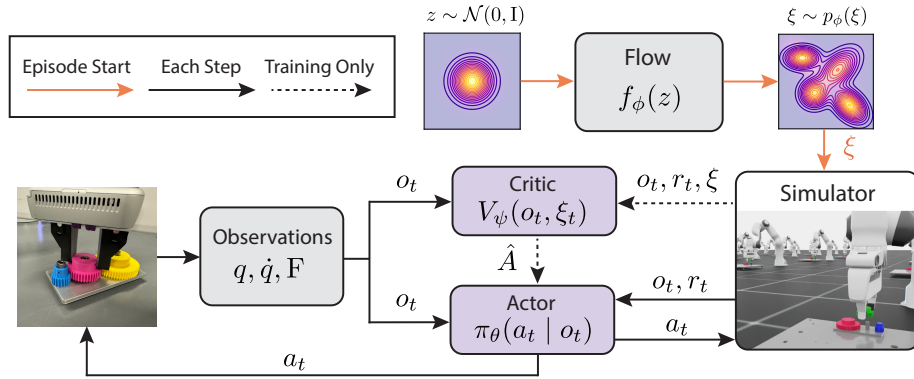 z ∼ 𝒩(0, I)
ξ ∼ p_ϕ(ξ)
Episode Start
Each Step
Training Only
Flow
f_ϕ(z)
ξ
o_t
Critic
V_ψ(o_t, ξ_t)
o_t, r_t, ξ
Simulator
Observations
q, q̇, F
Â
o_t
Actor
π_θ(a_t | o_t)
o_t, r_t
a_t
a_t